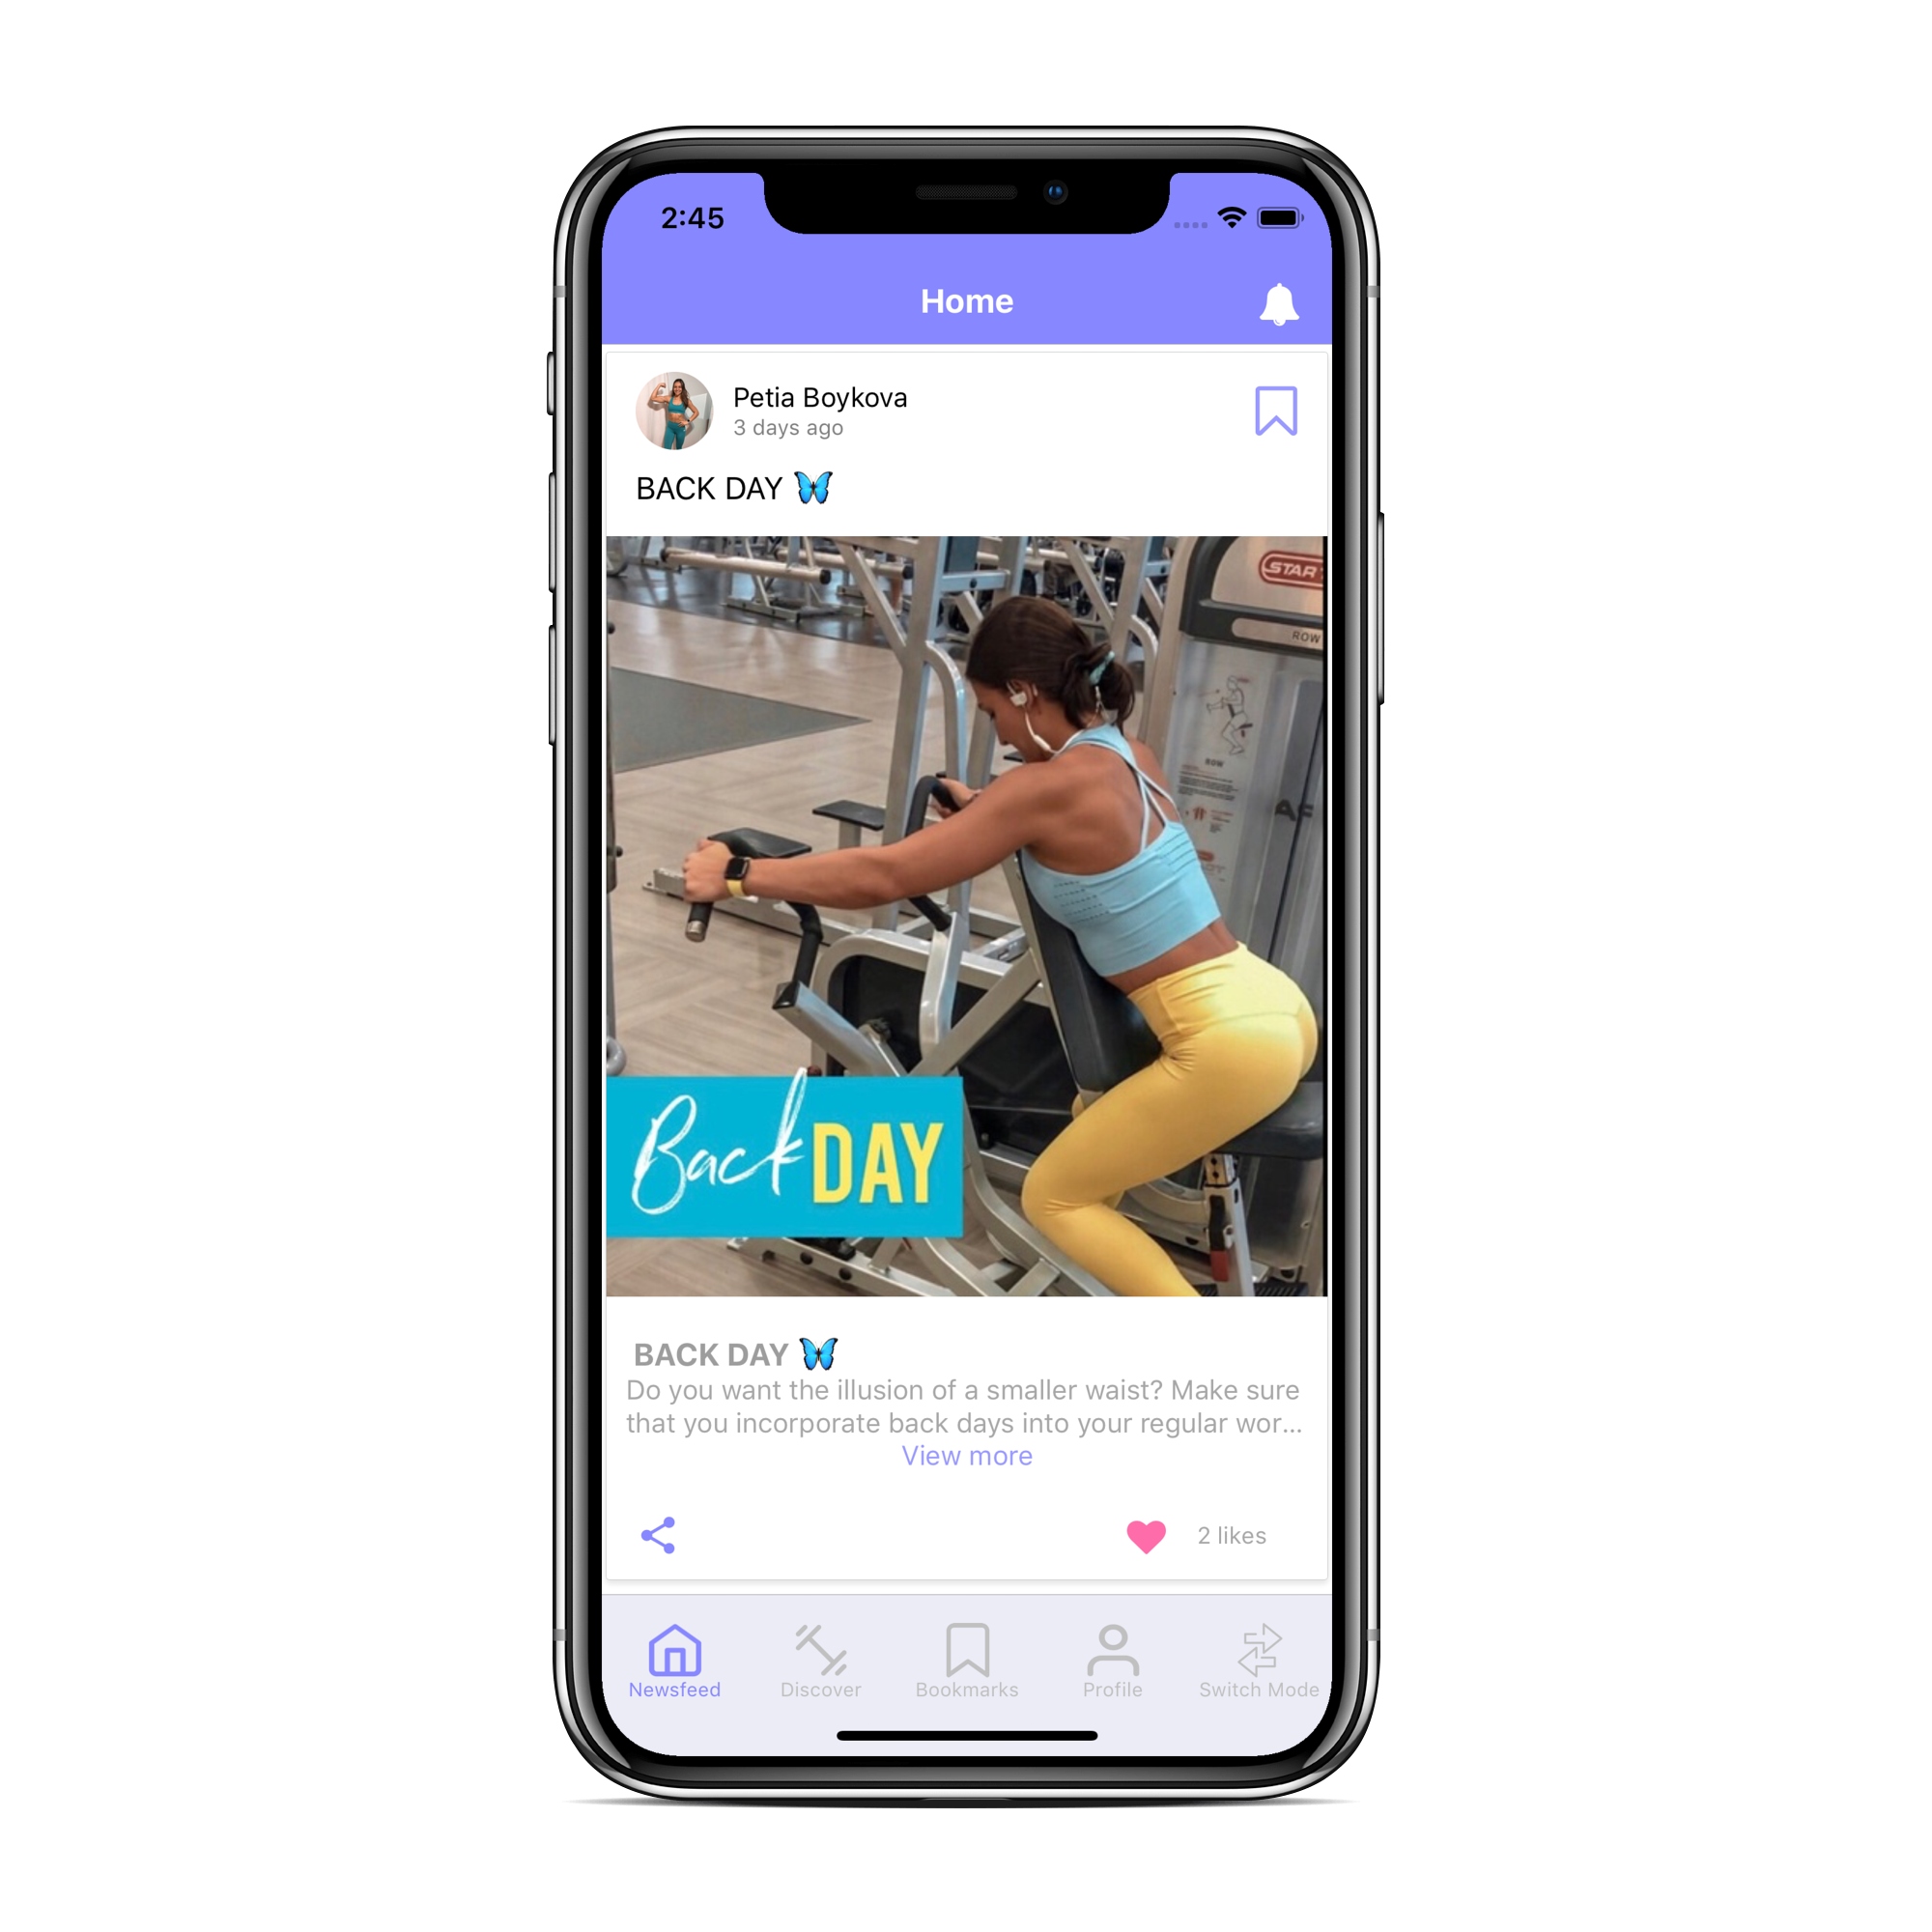 2:45
Home
Petia Boykova
3 days ago
BACK DAY 🦋
STAR
ROW
ROW
AF
Back DAY
BACK DAY 🦋
Do you want the illusion of a smaller waist? Make sure
that you incorporate back days into your regular wor...
View more
2 likes
Newsfeed
Discover
Bookmarks
Profile
Switch Mode